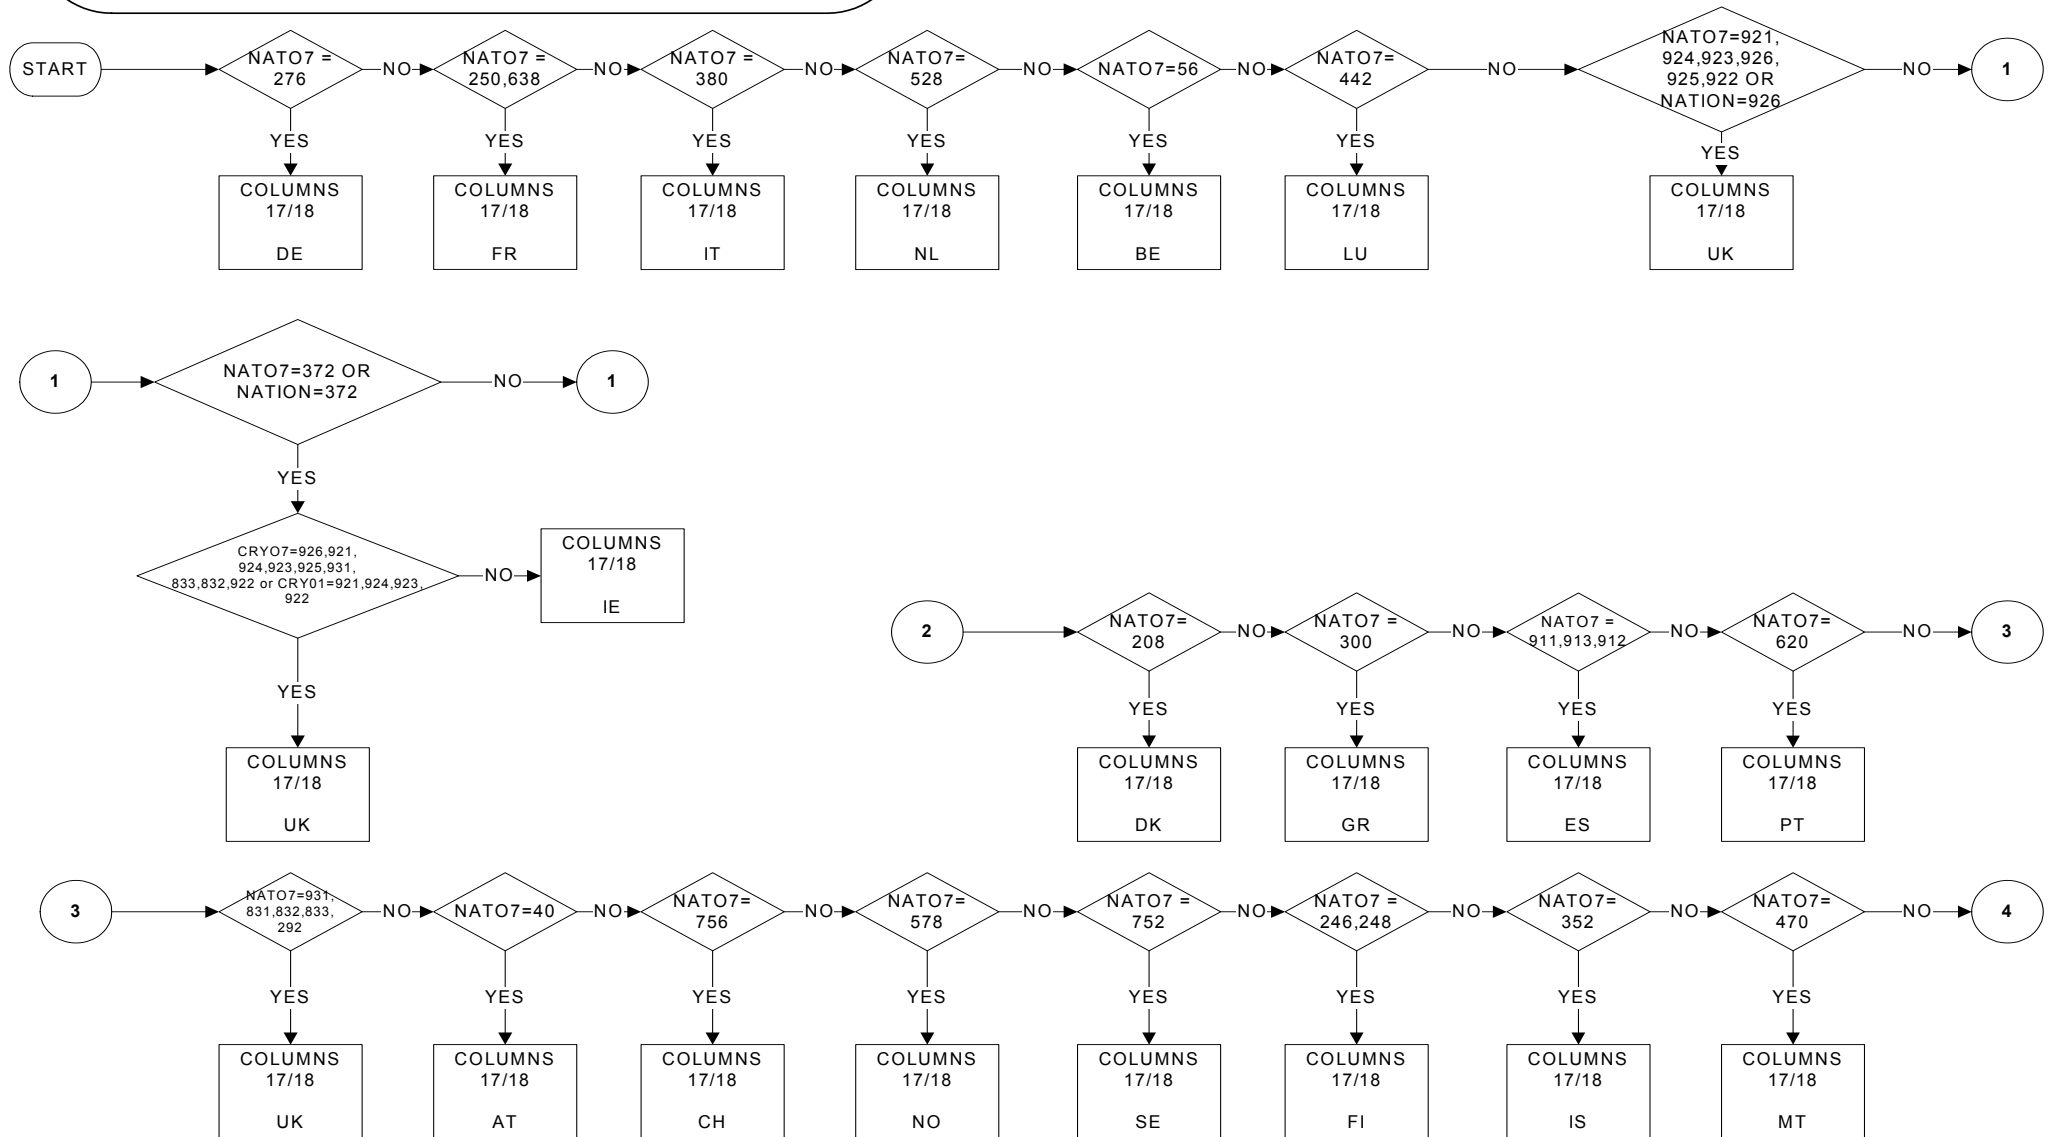 START
NATO7 =
276
NO
NATO7 =
250,638
NO
NATO7 =
380
NO
NATO7=
528
NO
NATO7=56
NO
NATO7=
442
NO
NATO7=921,
924,923,926,
925,922 OR
NATION=926
NO
1
YES
YES
YES
YES
YES
YES
YES
COLUMNS
17/18
DE
COLUMNS
17/18
FR
COLUMNS
17/18
IT
COLUMNS
17/18
NL
COLUMNS
17/18
BE
COLUMNS
17/18
LU
COLUMNS
17/18
UK
1
NATO7=372 OR
NATION=372
NO
1
YES
CRYO7=926,921,
924,923,925,931,
833,832,922 or CRY01=921,924,923,
922
NO
COLUMNS
17/18
IE
YES
COLUMNS
17/18
UK
2
NATO7=
208
NO
NATO7 =
300
NO
NATO7 =
911,913,912
NO
NATO7=
620
NO
3
YES
YES
YES
YES
COLUMNS
17/18
DK
COLUMNS
17/18
GR
COLUMNS
17/18
ES
COLUMNS
17/18
PT
3
NATO7=931,
831,832,833,
292
NO
NATO7=40
NO
NATO7=
756
NO
NATO7=
578
NO
NATO7 =
752
NO
NATO7 =
246,248
NO
NATO7=
352
NO
NATO7=
470
NO
4
YES
YES
YES
YES
YES
YES
YES
YES
COLUMNS
17/18
UK
COLUMNS
17/18
AT
COLUMNS
17/18
CH
COLUMNS
17/18
NO
COLUMNS
17/18
SE
COLUMNS
17/18
FI
COLUMNS
17/18
IS
COLUMNS
17/18
MT